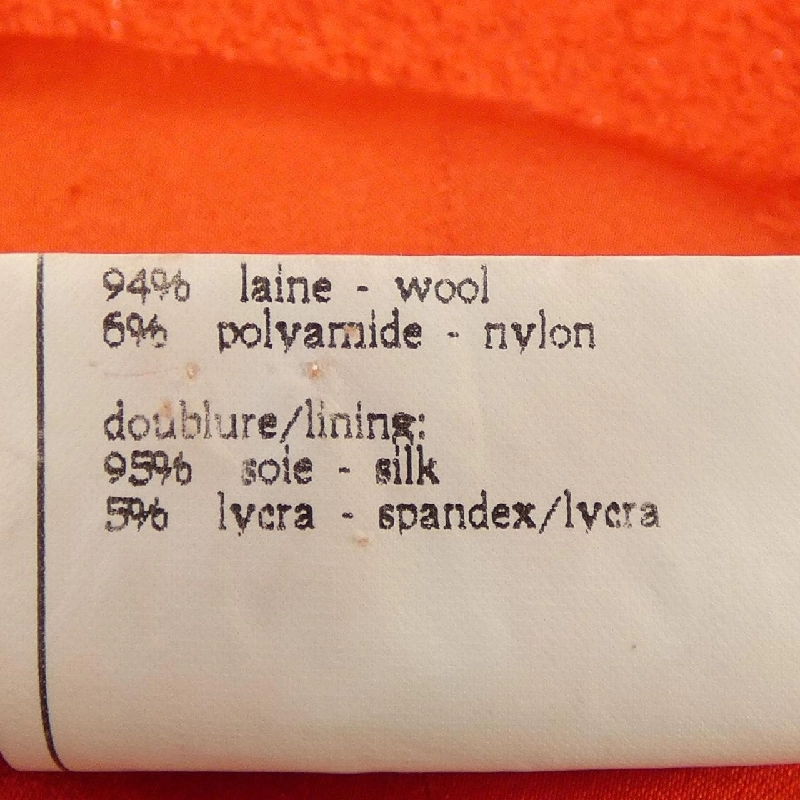 94% laine - wool
6% polyamide - nylon
doublure/lining:
95% soie - silk
5% lycra - spandex/lycra